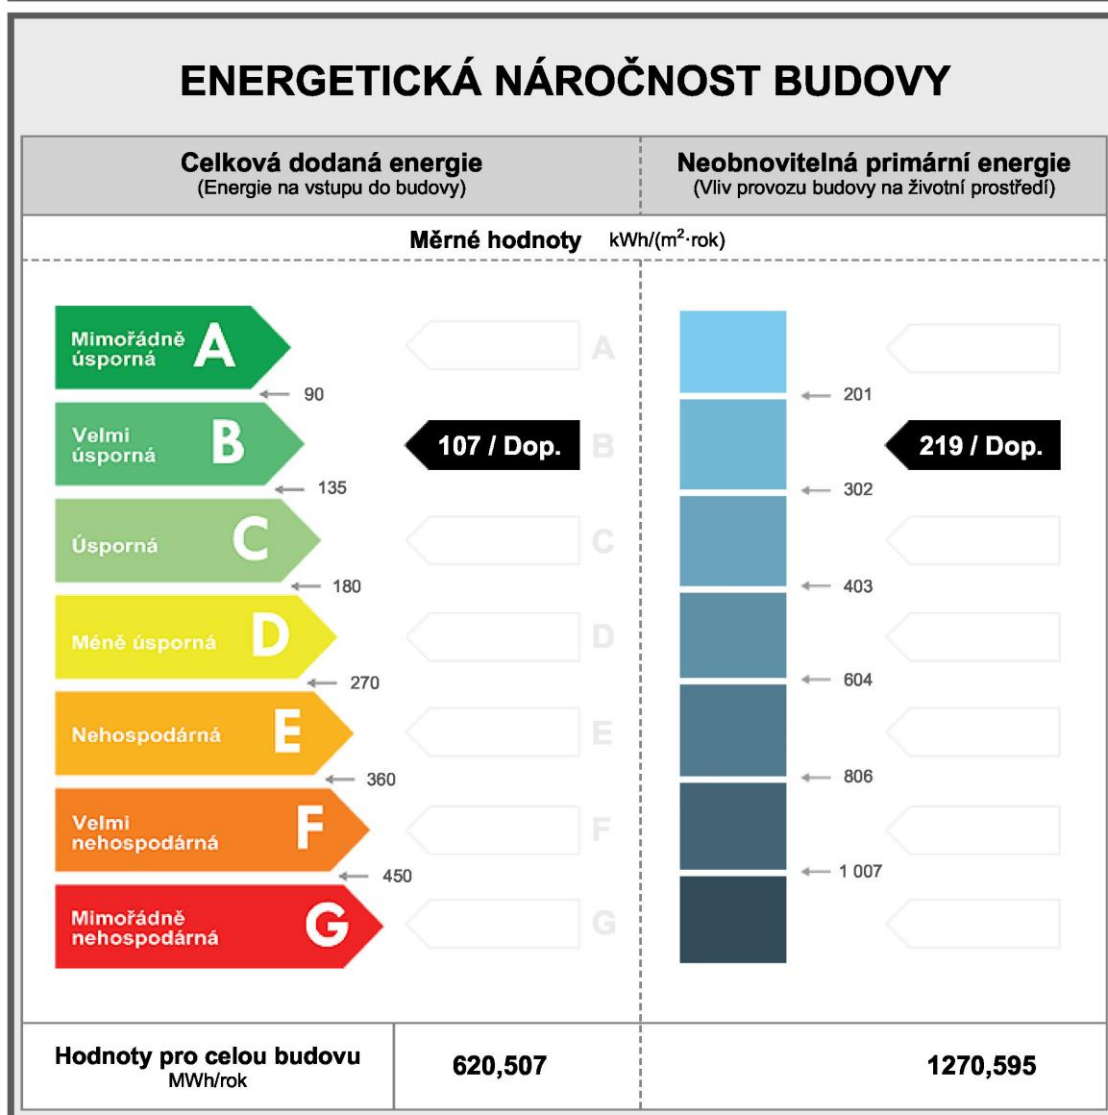 ENERGETICKÁ NÁROČNOST BUDOVY
Celková dodaná energie
(Energie na vstupu do budovy)
Neobnovitelná primární energie
(Vliv provozu budovy na životní prostředí)
Měrné hodnoty kWh/(m²·rok)
Mimořádně
úsporná
A
A
90
201
Velmi
úsporná
B
107 / Dop.
B
219 / Dop.
135
302
Úsporná
C
C
180
403
Méně úsporná
D
D
270
604
Nehospodárná
E
E
360
806
Velmi
nehospodárná
F
F
450
1 007
Mimořádně
nehospodárná
G
G
Hodnoty pro celou budovu
MWh/rok
620,507
1270,595